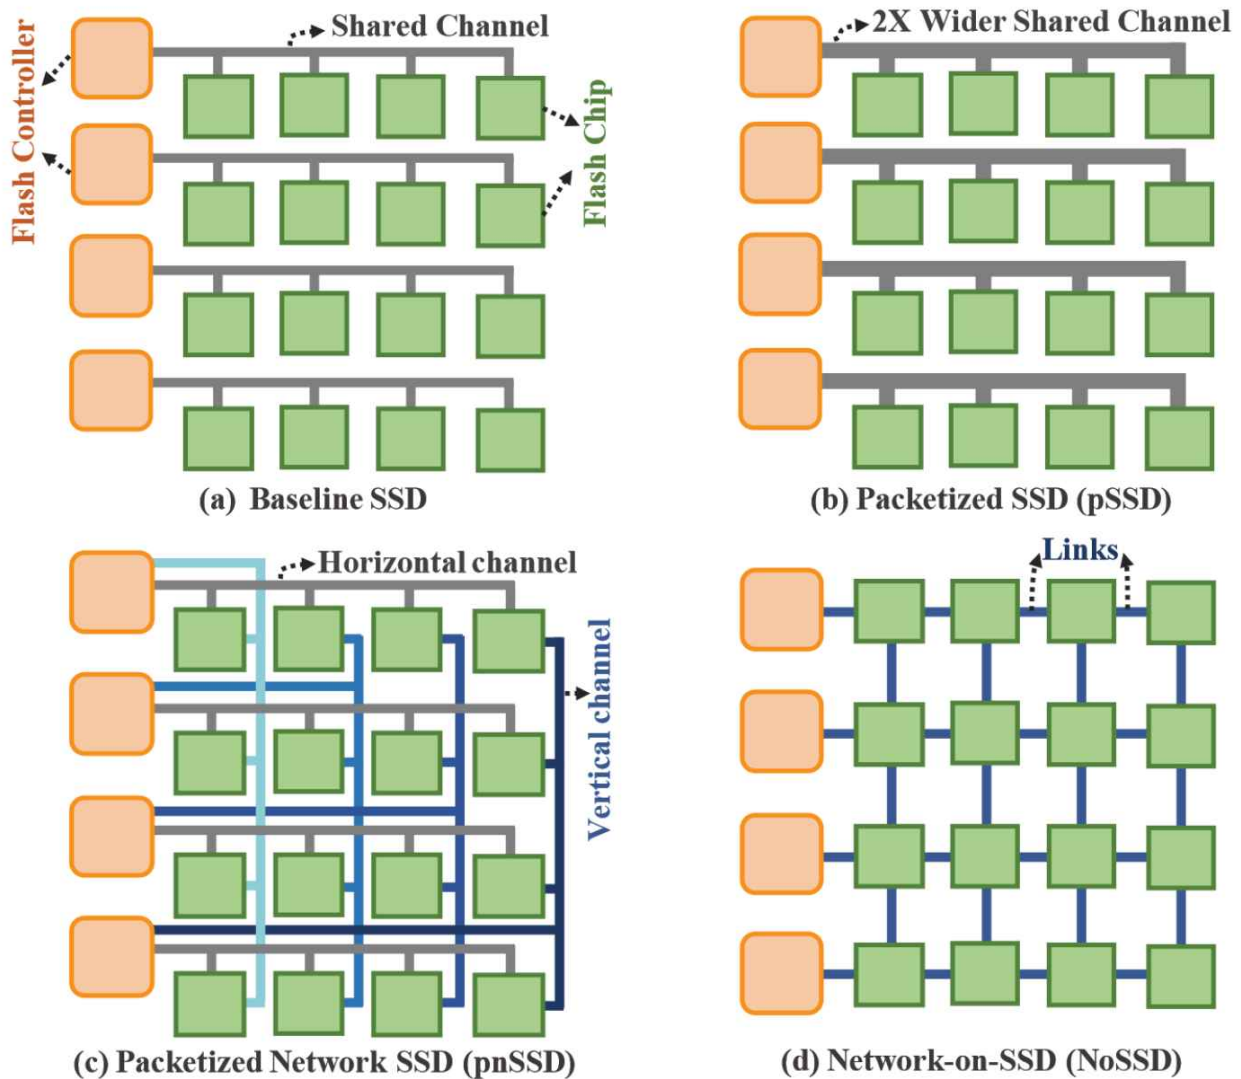 Shared Channel
Flash Controller
Flash Chip
(a) Baseline SSD
2X Wider Shared Channel
(b) Packetized SSD (pSSD)
Horizontal channel
Vertical channel
(c) Packetized Network SSD (pnSSD)
Links
(d) Network-on-SSD (NoSSD)